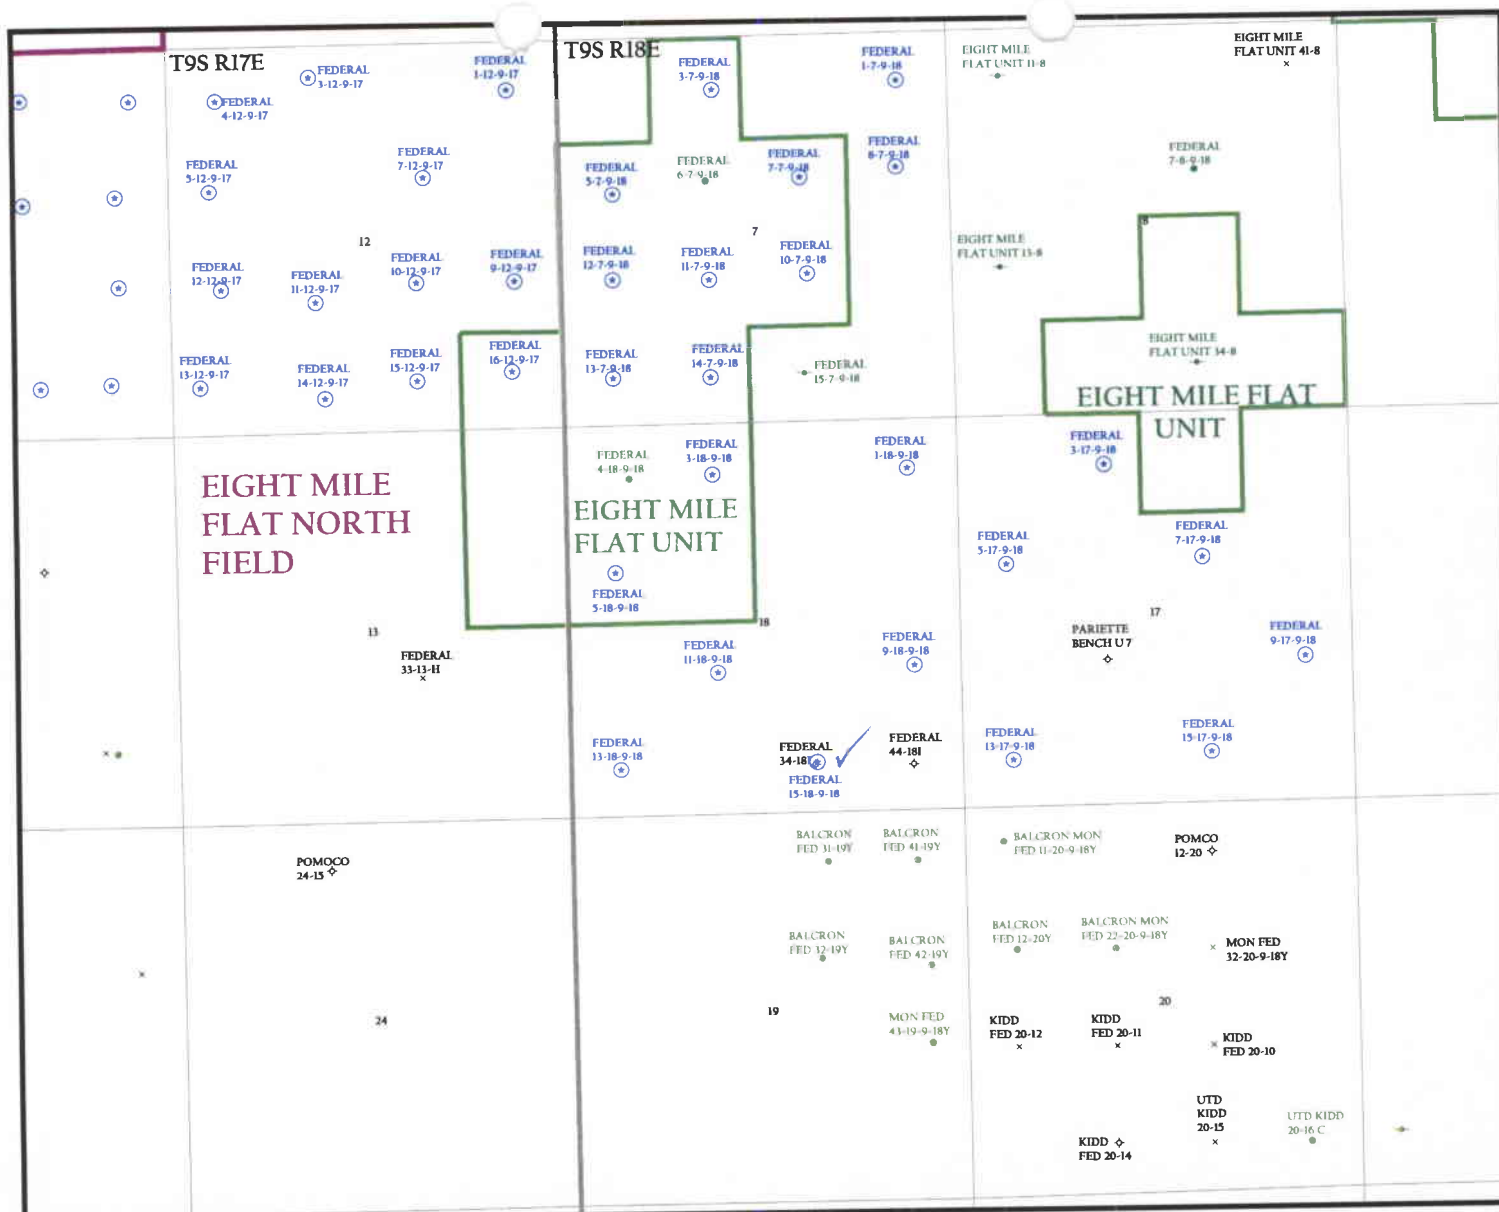 T9S R17E
T9S R18E
FEDERAL
3-12-9-17
FEDERAL
1-12-9-17
FEDERAL
4-12-9-17
FEDERAL
5-12-9-17
FEDERAL
7-12-9-17
12
FEDERAL
12-12-9-17
FEDERAL
11-12-9-17
FEDERAL
10-12-9-17
FEDERAL
9-12-9-17
FEDERAL
13-12-9-17
FEDERAL
14-12-9-17
FEDERAL
15-12-9-17
FEDERAL
16-12-9-17
FEDERAL
3-7-9-18
FEDERAL
1-7-9-18
FEDERAL
5-7-9-18
FEDERAL
6-7-9-18
FEDERAL
7-7-9-18
FEDERAL
8-7-9-18
7
FEDERAL
12-7-9-18
FEDERAL
11-7-9-18
FEDERAL
10-7-9-18
FEDERAL
13-7-9-18
FEDERAL
14-7-9-18
FEDERAL
15-7-9-18
EIGHT MILE
FLAT UNIT 11-8
EIGHT MILE
FLAT UNIT 41-8
FEDERAL
7-8-9-18
8
EIGHT MILE
FLAT UNIT 13-8
EIGHT MILE
FLAT UNIT 34-8
EIGHT MILE FLAT
UNIT
EIGHT MILE
FLAT NORTH
FIELD
13
FEDERAL
33-13-H
FEDERAL
4-18-9-18
FEDERAL
3-18-9-18
FEDERAL
1-18-9-18
EIGHT MILE
FLAT UNIT
FEDERAL
5-18-9-18
18
FEDERAL
11-18-9-18
FEDERAL
9-18-9-18
FEDERAL
13-18-9-18
FEDERAL
34-18
FEDERAL
15-18-9-18
FEDERAL
44-18I
FEDERAL
3-17-9-18
FEDERAL
5-17-9-18
FEDERAL
7-17-9-18
17
PARIETTE
BENCH U 7
FEDERAL
9-17-9-18
FEDERAL
13-17-9-18
FEDERAL
15-17-9-18
POMOCO
24-15
24
BALCRON
FED 31-19Y
BALCRON
FED 41-19Y
BALCRON
FED 32-19Y
BALCRON
FED 42-19Y
19
MON FED
43-19-9-18Y
BALCRON MON
FED 11-20-9-18Y
POMCO
12-20
BALCRON
FED 12-20Y
BALCRON MON
FED 22-20-9-18Y
MON FED
32-20-9-18Y
20
KIDD
FED 20-12
KIDD
FED 20-11
KIDD
FED 20-10
UTD
KIDD
20-15
UTD KIDD
20-16 C
KIDD
FED 20-14